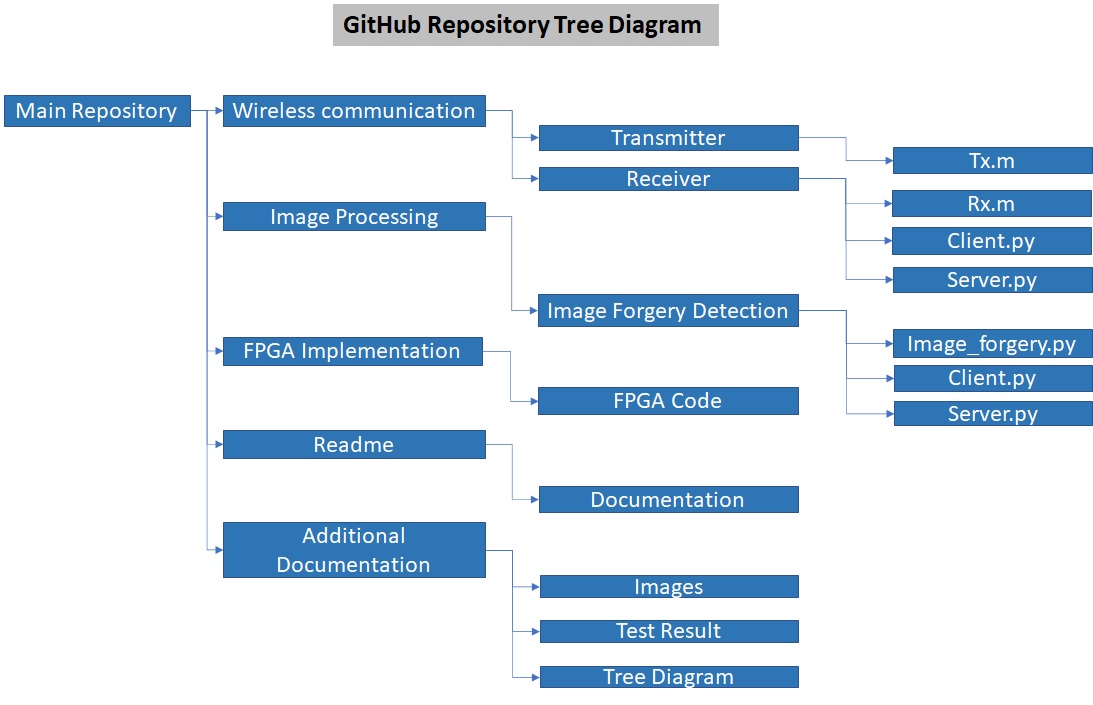 GitHub Repository Tree Diagram
Main Repository
Wireless communication
Transmitter
Tx.m
Receiver
Rx.m
Client.py
Server.py
Image Processing
Image Forgery Detection
Image_forgery.py
Client.py
Server.py
FPGA Implementation
FPGA Code
Readme
Documentation
Additional
Documentation
Images
Test Result
Tree Diagram